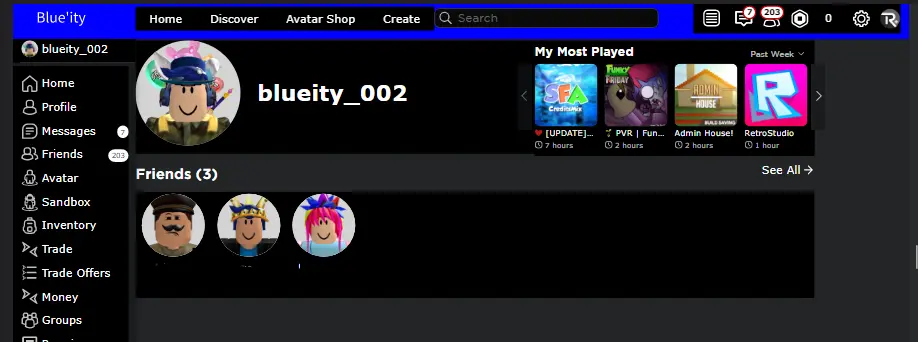 Blue'ity
Home Discover Avatar Shop Create Search 7 203 0
blueity_002
Home
Profile
Messages 7
Friends 203
Avatar
Sandbox
Inventory
Trade
Trade Offers
Money
Groups
blueity_002
My Most Played Past Week
SFA
Creditsmix
FUNKY FRIDAY
ADMIN HOUSE
BUILD SAVING
R
[UPDATE]... PVR | Fun... Admin House! RetroStudio
7 hours 2 hours 2 hours 1 hour
Friends (3) See All